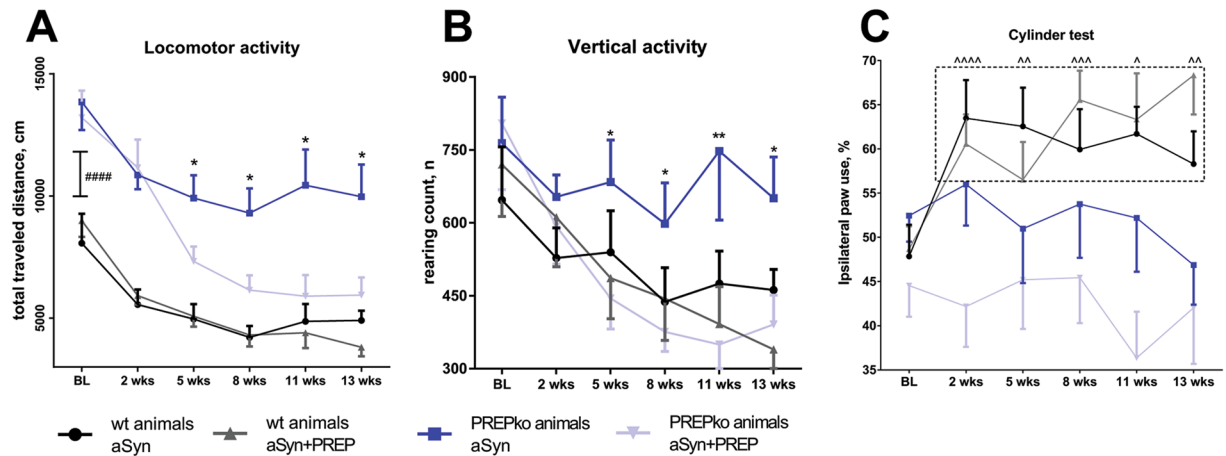 A
Locomotor activity
total traveled distance, cm
15000
10000
5000
####
*
*
*
*
BL
2 wks
5 wks
8 wks
11 wks
13 wks
B
Vertical activity
rearing count, n
900
750
600
450
300
*
*
**
*
BL
2 wks
5 wks
8 wks
11 wks
13 wks
C
Cylinder test
Ipsilateral paw use, %
70
65
60
55
50
45
40
35
^^^^
^^
^^^
^
^^
BL
2 wks
5 wks
8 wks
11 wks
13 wks
wt animals
aSyn
wt animals
aSyn+PREP
PREPko animals
aSyn
PREPko animals
aSyn+PREP